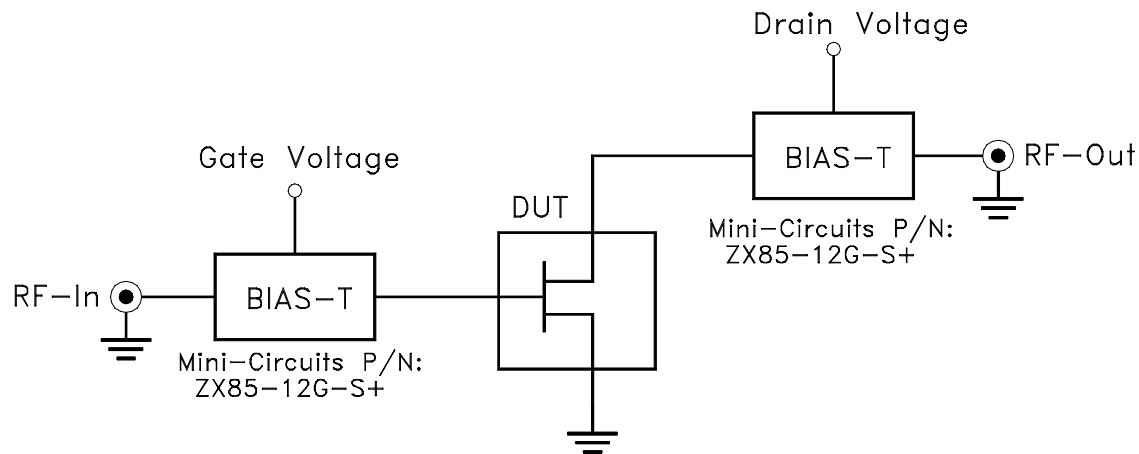 Drain Voltage
Gate Voltage
BIAS-T
RF-Out
DUT
Mini-Circuits P/N:
ZX85-12G-S+
RF-In
BIAS-T
Mini-Circuits P/N:
ZX85-12G-S+